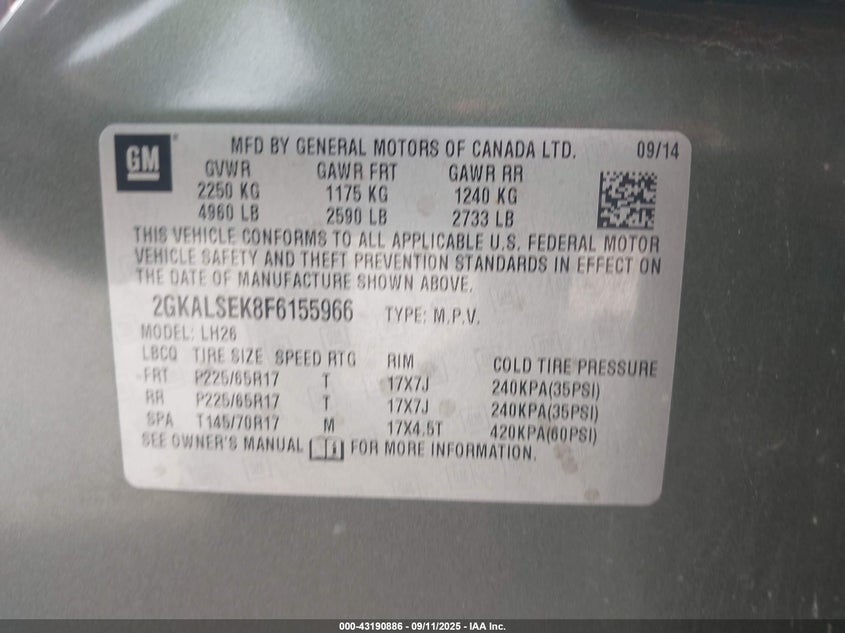 GM
MFD BY GENERAL MOTORS OF CANADA LTD. 09/14
GVWR GAWR FRT GAWR RR
2250 KG 1175 KG 1240 KG
4960 LB 2590 LB 2733 LB
THIS VEHICLE CONFORMS TO ALL APPLICABLE U.S. FEDERAL MOTOR
VEHICLE SAFETY AND THEFT PREVENTION STANDARDS IN EFFECT ON
THE DATE OF MANUFACTURE SHOWN ABOVE.
2GKALSEK8F6155966 TYPE: M.P.V.
MODEL: LH26
LBCQ TIRE SIZE SPEED RTG RIM COLD TIRE PRESSURE
FRT P225/65R17 T 17X7J 240KPA(35PSI)
RR P225/65R17 T 17X7J 240KPA(35PSI)
SPA T145/70R17 M 17X4.5T 420KPA(60PSI)
SEE OWNER'S MANUAL FOR MORE INFORMATION.
000-43190886 - 09/11/2025 - IAA Inc.